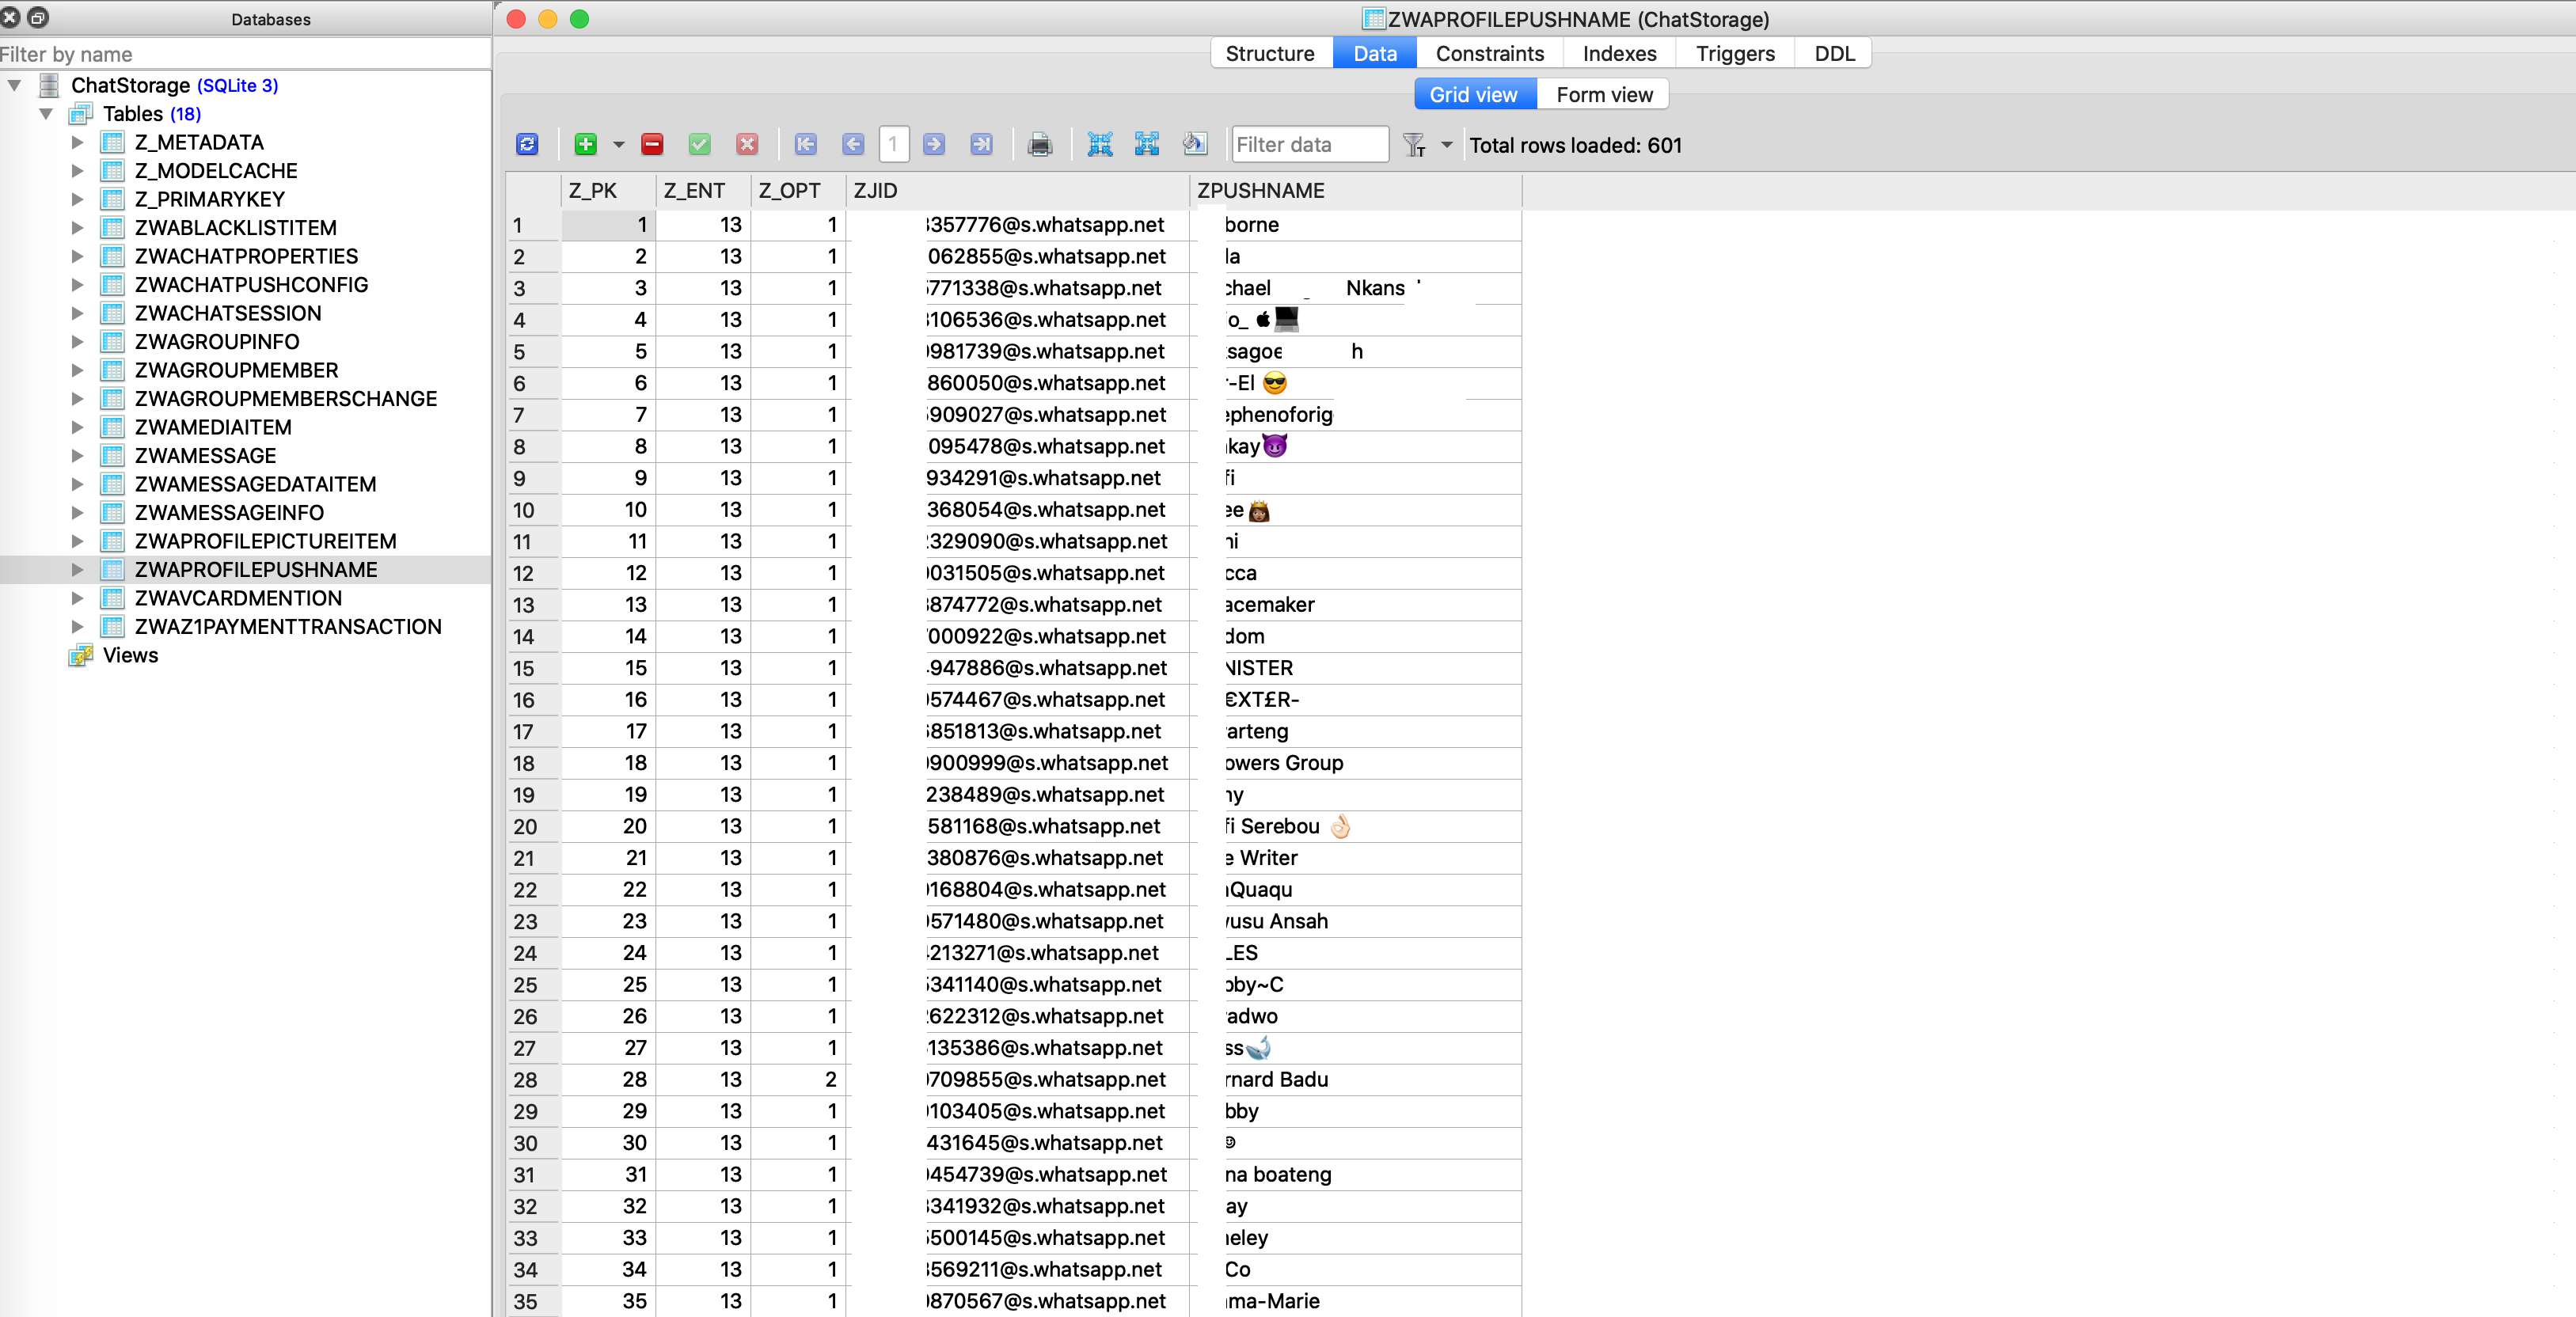 Databases
Filter by name
ChatStorage (SQLite 3)
Tables (18)
Z_METADATA
Z_MODELCACHE
Z_PRIMARYKEY
ZWABLACKLISTITEM
ZWACHATPROPERTIES
ZWACHATPUSHCONFIG
ZWACHATSESSION
ZWAGROUPINFO
ZWAGROUPMEMBER
ZWAGROUPMEMBERSCHANGE
ZWAMEDIAITEM
ZWAMESSAGE
ZWAMESSAGEDATAITEM
ZWAMESSAGEINFO
ZWAPROFILEPICTUREITEM
ZWAPROFILEPUSHNAME
ZWAVCARDMENTION
ZWAZ1PAYMENTTRANSACTION
Views
ZWAPROFILEPUSHNAME (ChatStorage)
Structure Data Constraints Indexes Triggers DDL
Grid view Form view
1 Filter data Total rows loaded: 601
Z_PK Z_ENT Z_OPT ZJID ZPUSHNAME
1 1 13 1 357776@s.whatsapp.net borne
2 2 13 1 062855@s.whatsapp.net la
3 3 13 1 771338@s.whatsapp.net chael _ Nkans
4 4 13 1 106536@s.whatsapp.net o_ 💻
5 5 13 1 981739@s.whatsapp.net sagoe h
6 6 13 1 860050@s.whatsapp.net r-El 😎
7 7 13 1 909027@s.whatsapp.net ephenoforig
8 8 13 1 095478@s.whatsapp.net kay😈
9 9 13 1 934291@s.whatsapp.net fi
10 10 13 1 368054@s.whatsapp.net ee👸🏾
11 11 13 1 329090@s.whatsapp.net ni
12 12 13 1 031505@s.whatsapp.net cca
13 13 13 1 874772@s.whatsapp.net acemaker
14 14 13 1 000922@s.whatsapp.net dom
15 15 13 1 947886@s.whatsapp.net NISTER
16 16 13 1 574467@s.whatsapp.net €XT£R-
17 17 13 1 851813@s.whatsapp.net arteng
18 18 13 1 900999@s.whatsapp.net owers Group
19 19 13 1 238489@s.whatsapp.net ny
20 20 13 1 581168@s.whatsapp.net fi Serebou 👌🏻
21 21 13 1 380876@s.whatsapp.net e Writer
22 22 13 1 168804@s.whatsapp.net Quaqu
23 23 13 1 571480@s.whatsapp.net usu Ansah
24 24 13 1 213271@s.whatsapp.net LES
25 25 13 1 341140@s.whatsapp.net bby~C
26 26 13 1 622312@s.whatsapp.net adwo
27 27 13 1 135386@s.whatsapp.net ss🐳
28 28 13 2 709855@s.whatsapp.net rnard Badu
29 29 13 1 103405@s.whatsapp.net bby
30 30 13 1 431645@s.whatsapp.net
31 31 13 1 454739@s.whatsapp.net na boateng
32 32 13 1 341932@s.whatsapp.net ay
33 33 13 1 500145@s.whatsapp.net neley
34 34 13 1 569211@s.whatsapp.net Co
35 35 13 1 870567@s.whatsapp.net ma-Marie